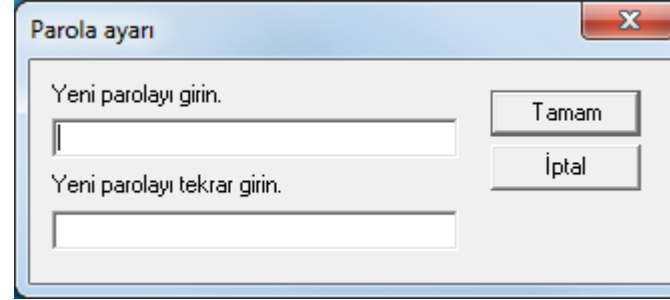 Parola ayarı
Yeni parolayı girin.
Tamam
İptal
Yeni parolayı tekrar girin.